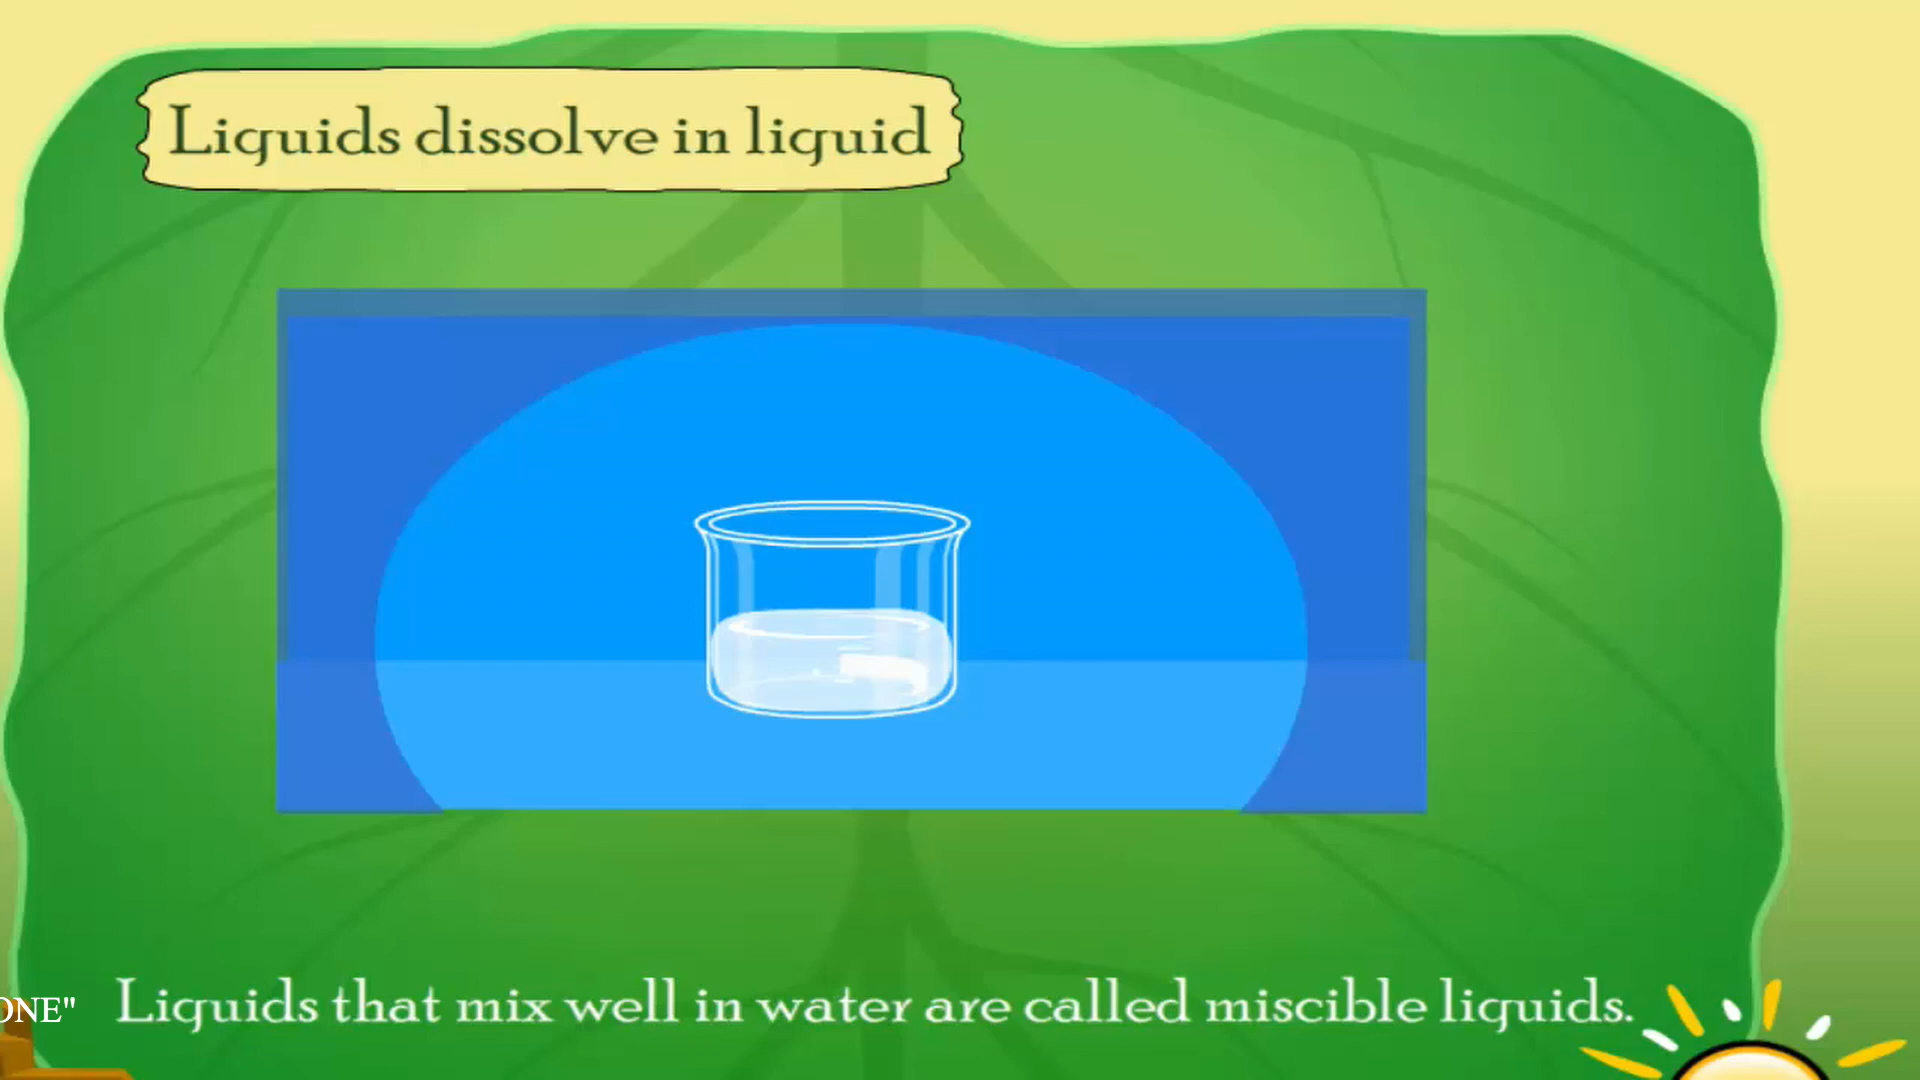 Liquids dissolve in liquid
ONE" Liquids that mix well in water are called miscible liquids.